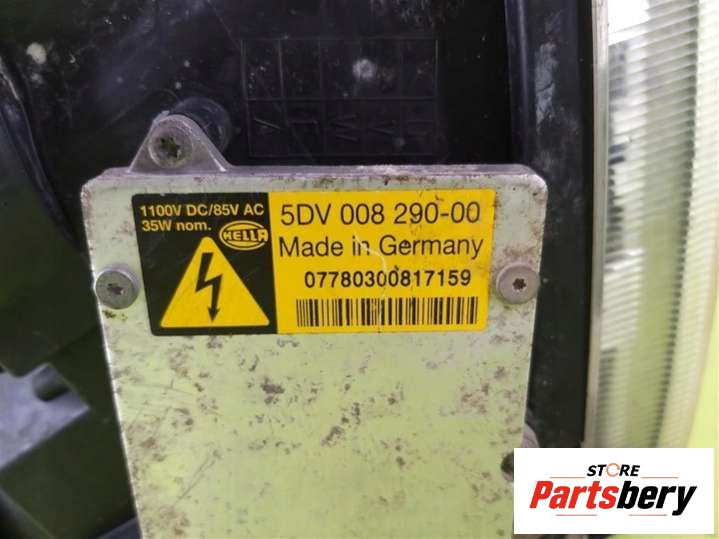 1100V DC/85V AC
35W nom.
HELLA
5DV 008 290-00
Made in Germany
07780300817159
STORE
Partsbery